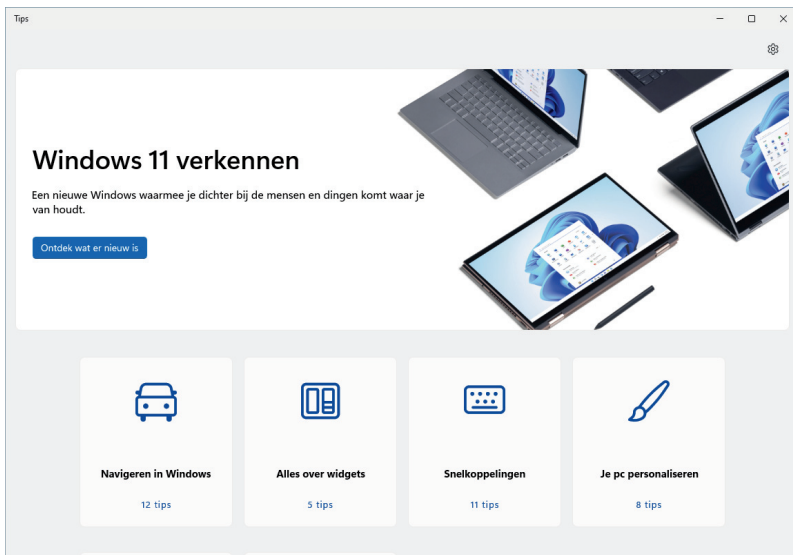 Tips
Windows 11 verkennen
Een nieuwe Windows waarmee je dichter bij de mensen en dingen komt waar je
van houdt.
Ontdek wat er nieuw is
Navigeren in Windows
Alles over widgets
Snelkoppelingen
Je pc personaliseren
12 tips
5 tips
11 tips
8 tips